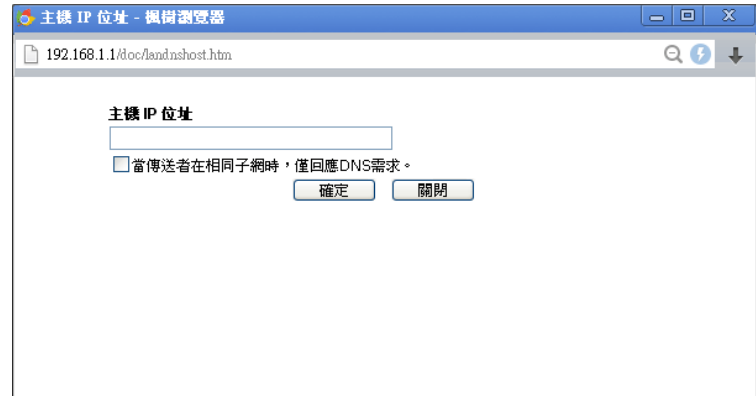 主機 IP 位址 - 楓樹瀏覽器
192.168.1.1/doc/landnshost.htm
主機 IP 位址
當傳送者在相同子網時，僅回應DNS需求。
確定 關閉